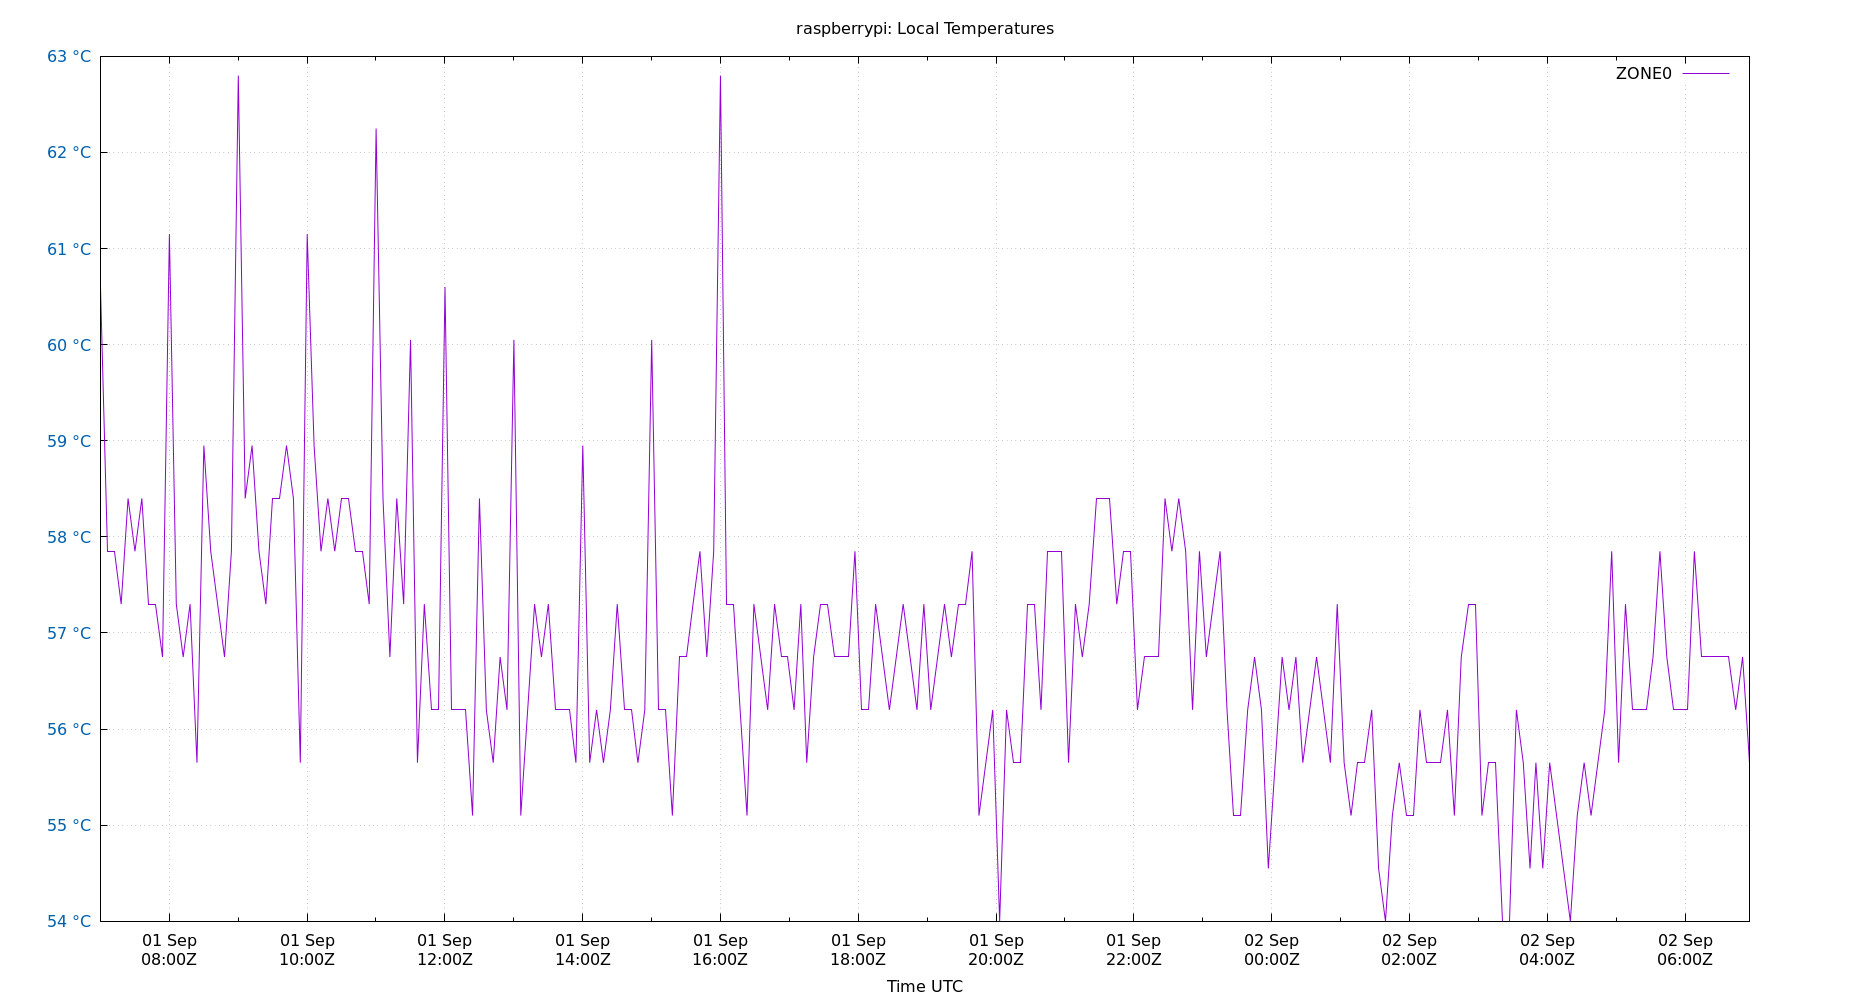 raspberrypi: Local Temperatures
ZONE0
63 °C
62 °C
61 °C
60 °C
59 °C
58 °C
57 °C
56 °C
55 °C
54 °C
01 Sep 01 Sep 01 Sep 01 Sep 01 Sep 01 Sep 01 Sep 01 Sep 02 Sep 02 Sep 02 Sep 02 Sep
08:00Z 10:00Z 12:00Z 14:00Z 16:00Z 18:00Z 20:00Z 22:00Z 00:00Z 02:00Z 04:00Z 06:00Z
Time UTC